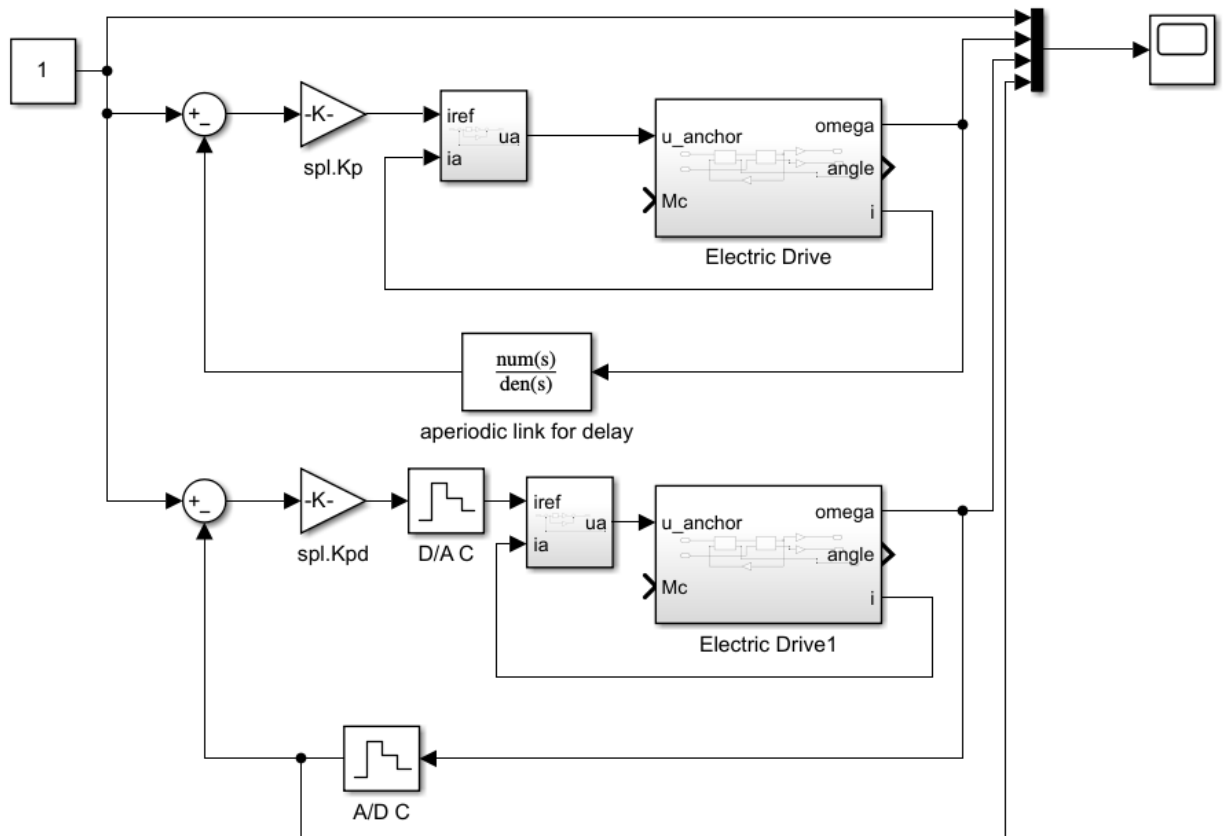 1
+
_
-K-
spl.Kp
iref
ia
ua
u_anchor
Mc
omega
angle
i
Electric Drive
num(s)
den(s)
aperiodic link for delay
+
_
-K-
spl.Kpd
D/A C
iref
ia
ua
u_anchor
Mc
omega
angle
i
Electric Drive1
A/D C